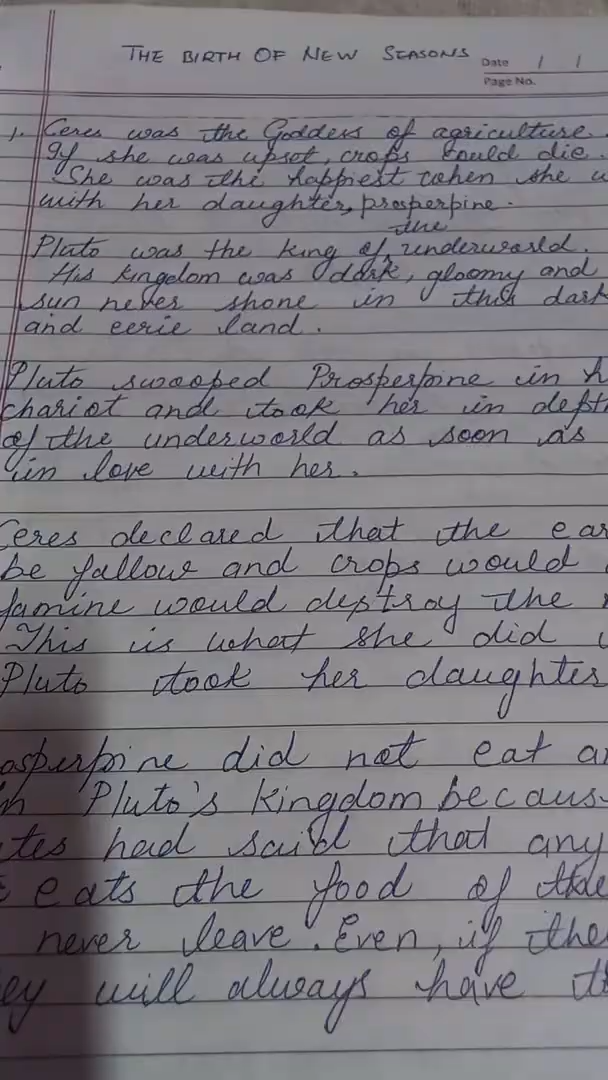 THE BIRTH OF NEW SEASONS
Date / /
Page No.
1. Ceres was the Goddess of agriculture.
If she was upset, crops could die.
She was the happiest when she
with her daughter, prosperpine.
the
Pluto was the king of underworld.
His kingdom was dark, gloomy and
sun never shone in this dark
and eerie land.
Pluto swooped Prosperpine in
chariot and took her in
of the underworld as soon as
in love with her.
Ceres declared that the
be fallow and crops would
famine would destroy the
This is what she did
Pluto took her daughter
did not eat
Pluto's kingdom
had said that any
eats the food of the
never leave. Even, if the
will always have